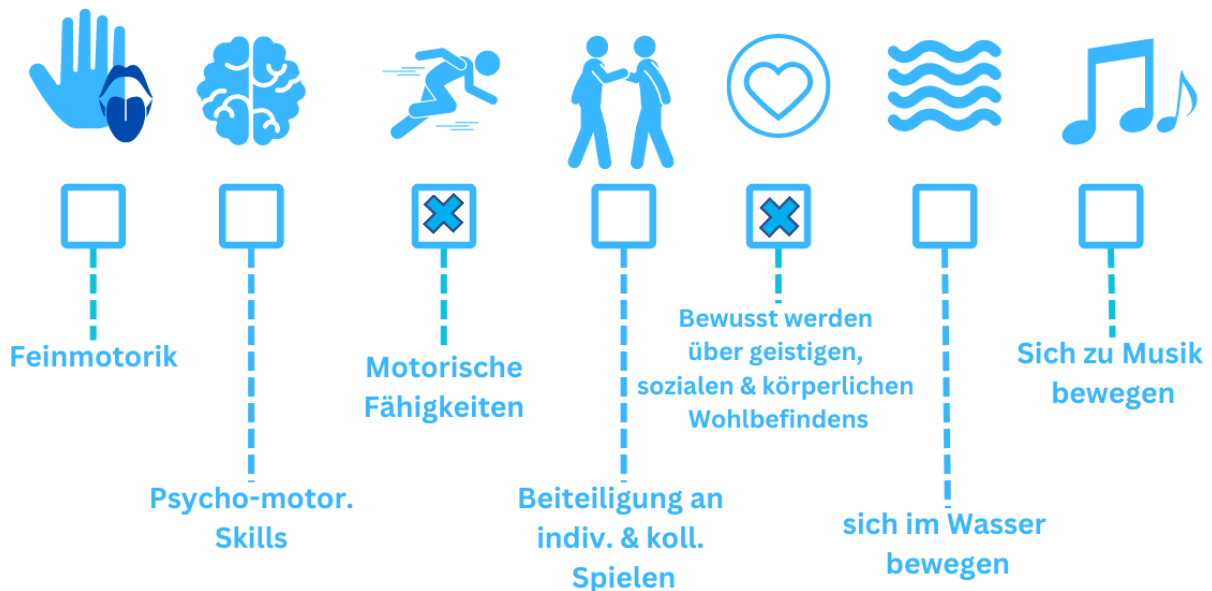 Feinmotorik
Psycho-motor.
Skills
Motorische
Fähigkeiten
Beiteiligung an
indiv. & koll.
Spielen
Bewusst werden
über geistigen,
sozialen & körperlichen
Wohlbefindens
sich im Wasser
bewegen
Sich zu Musik
bewegen